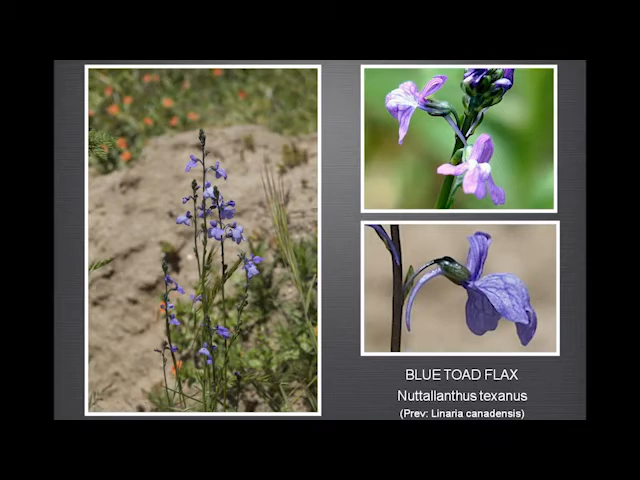 BLUE TOAD FLAX
Nuttallanthus texanus
(Prev: Linaria canadensis)